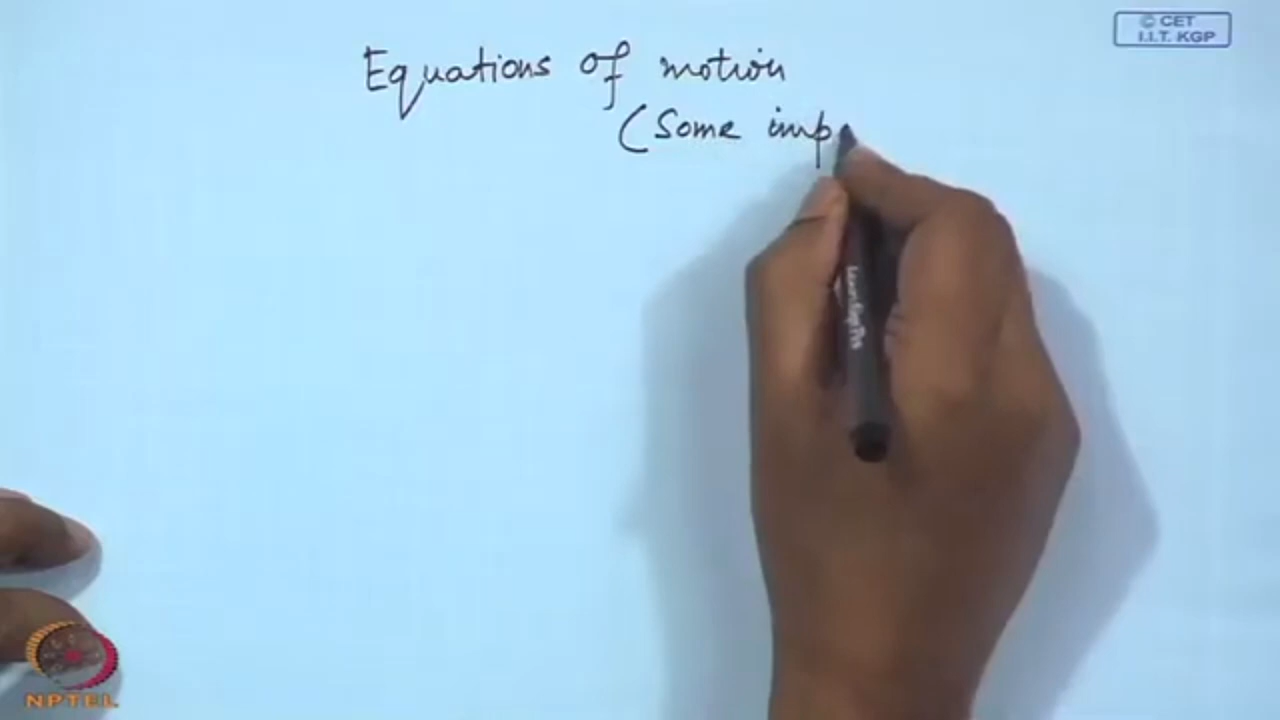 © CET
I.I.T. KGP
Equations of motion
(Some imp
NPTEL